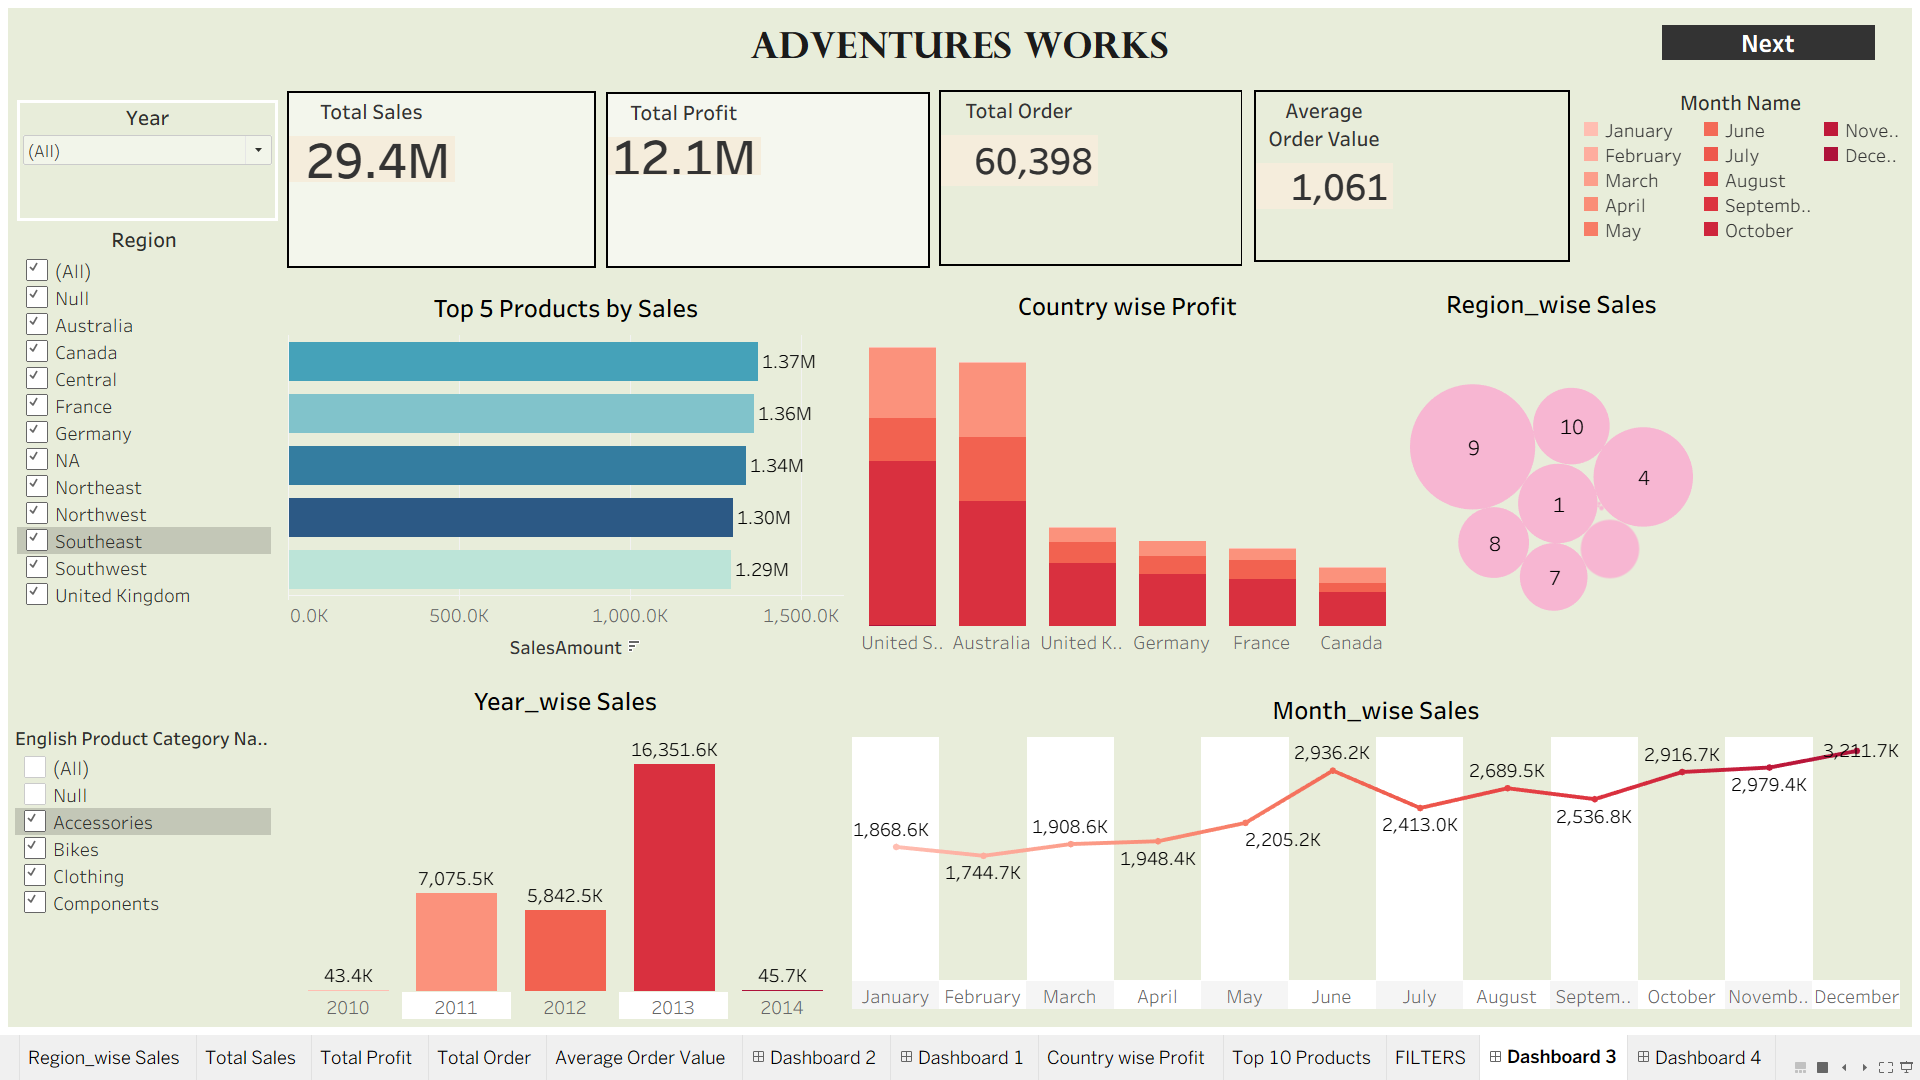 ADVENTURES WORKS
Next
Year
(All)
Total Sales
29.4M
Total Profit
12.1M
Total Order
60,398
Average
Order Value
1,061
Month Name
January
February
March
April
May
June
July
August
Septemb..
October
Nove..
Dece..
Region
(All)
Null
Australia
Canada
Central
France
Germany
NA
Northeast
Northwest
Southeast
Southwest
United Kingdom
Top 5 Products by Sales
1.37M
1.36M
1.34M
1.30M
1.29M
0.0K 500.0K 1,000.0K 1,500.0K
SalesAmount
Country wise Profit
United S.. Australia United K.. Germany France Canada
Region_wise Sales
9
10
4
1
8
7
English Product Category Na..
(All)
Null
Accessories
Bikes
Clothing
Components
Year_wise Sales
43.4K
7,075.5K
5,842.5K
16,351.6K
45.7K
2010 2011 2012 2013 2014
Month_wise Sales
1,868.6K
1,744.7K
1,908.6K
1,948.4K
2,205.2K
2,936.2K
2,413.0K
2,689.5K
2,536.8K
2,916.7K
2,979.4K
3,211.7K
January February March April May June July August Septem.. October Novemb.. December
Region_wise Sales Total Sales Total Profit Total Order Average Order Value Dashboard 2 Dashboard 1 Country wise Profit Top 10 Products FILTERS Dashboard 3 Dashboard 4